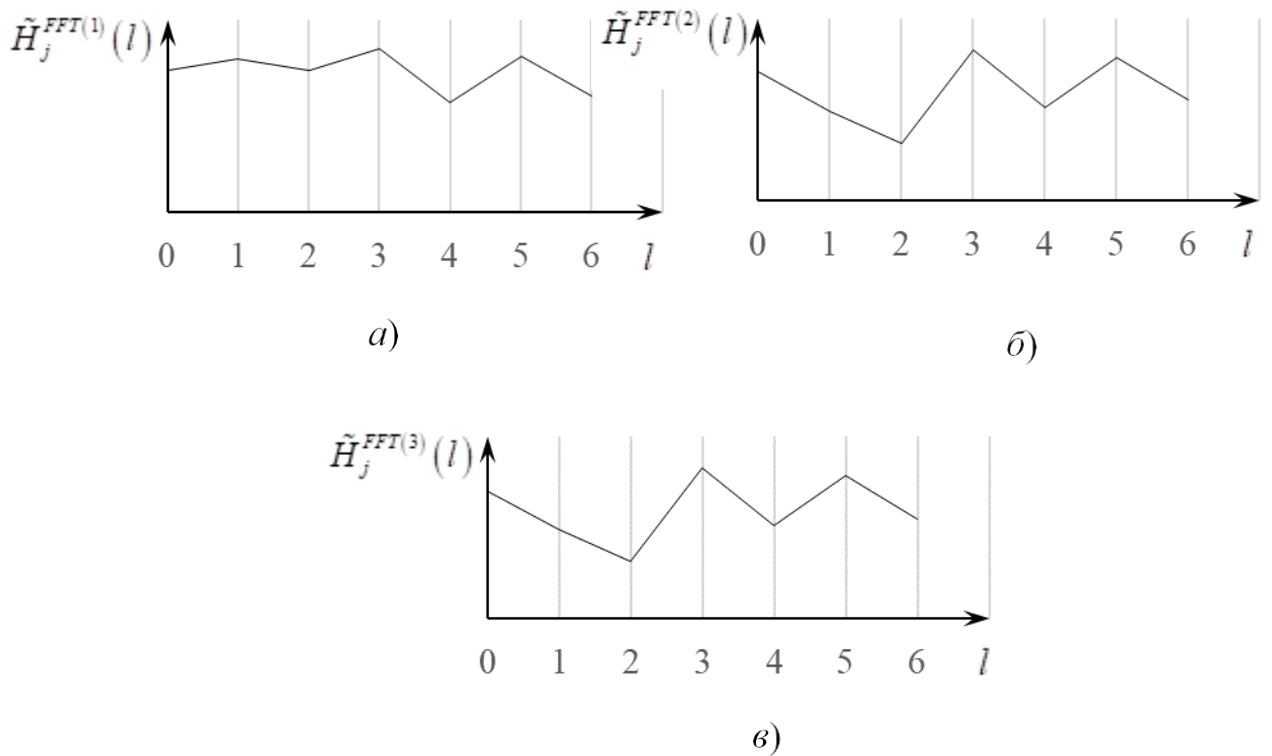 H̃_j^{FFT(1)}(l)
0 1 2 3 4 5 6 l
а)
H̃_j^{FFT(2)}(l)
0 1 2 3 4 5 6 l
б)
H̃_j^{FFT(3)}(l)
0 1 2 3 4 5 6 l
в)